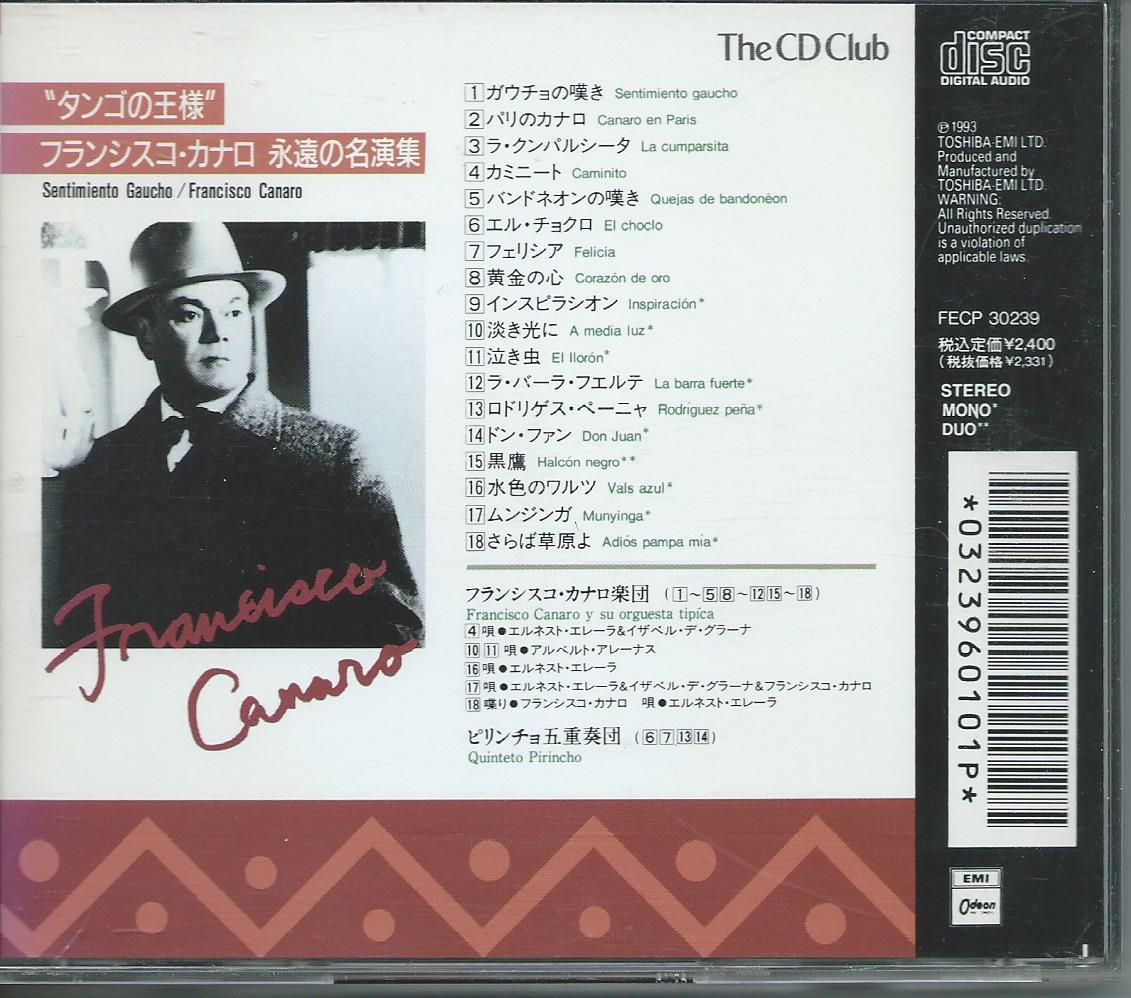 The CD Club
"タンゴの王様"
フランシスコ・カナロ 永遠の名演集
Sentimiento Gaucho / Francisco Canaro
Francisco
Canaro
1 ガウチョの嘆き Sentimiento gaucho
2 パリのカナロ Canaro en Paris
3 ラ・クンパルシータ La cumparsita
4 カミニート Caminito
5 バンドネオンの嘆き Quejas de bandonéon
6 エル・チョクロ El choclo
7 フェリシア Felicia
8 黄金の心 Corazón de oro
9 インスピラシオン Inspiración*
10 淡き光に A media luz*
11 泣き虫 El llorón*
12 ラ・バーラ・フエルテ La barra fuerte*
13 ロドリゲス・ペーニャ Rodríguez peña*
14 ドン・ファン Don Juan*
15 黒鷹 Halcón negro**
16 水色のワルツ Vals azul*
17 ムンジンガ Munyinga*
18 さらば草原よ Adiós pampa mía*
フランシスコ・カナロ楽団 (1~5 8~12 15~18)
Francisco Canaro y su orguesta tipíca
4 唄●エルネスト・エレーラ&イザベル・デ・グラーナ
10 11 唄●アルベルト・アレーナス
16 唄●エルネスト・エレーラ
17 唄●エルネスト・エレーラ&イザベル・デ・グラーナ&フランシスコ・カナロ
18 喋り●フランシスコ・カナロ 唄●エルネスト・エレーラ
ピリンチョ五重奏団 (6 7 13 14)
Quinteto Pirincho
COMPACT
disc
DIGITAL AUDIO
℗1993
TOSHIBA-EMI LTD.
Produced and
Manufactured by
TOSHIBA-EMI LTD.
WARNING:
All Rights Reserved.
Unauthorized duplication
is a violation of
applicable laws.
FECP 30239
税込定価¥2,400
(税抜価格¥2,331)
STEREO
MONO*
DUO**
*0323960101P*
EMI
Odeon